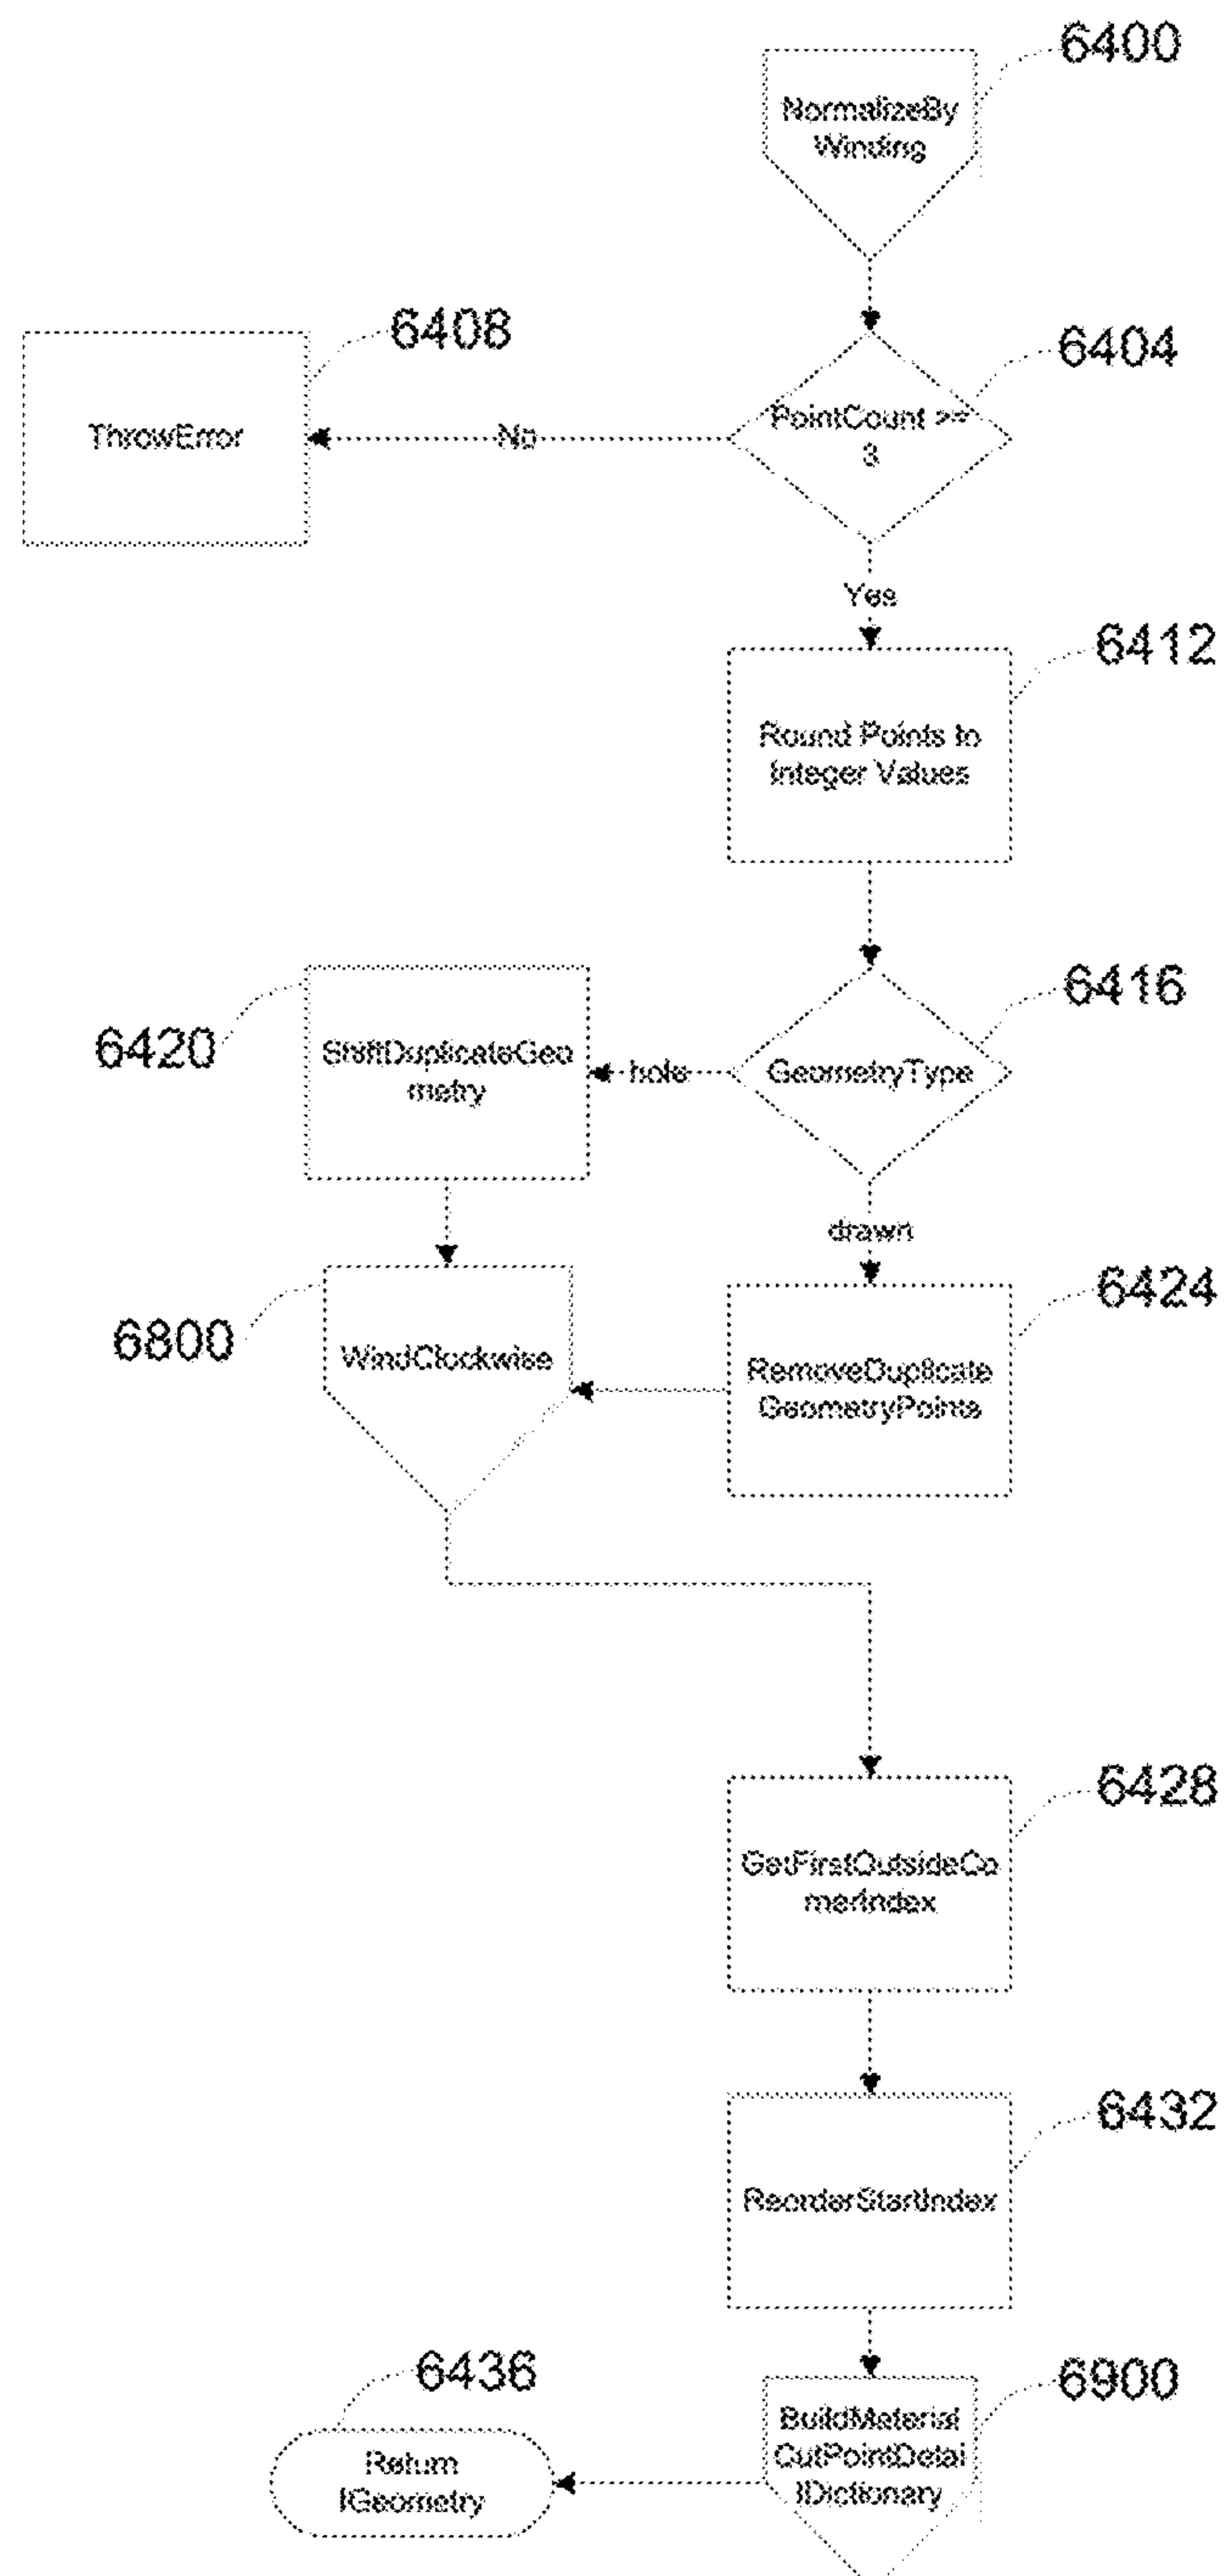 6400
NormalizeBy
Winding
6408
6404
ThrowError
No
PointCount >=
3
Yes
6412
Round Points to
Integer Values
6416
6420
ShiftDuplicateGeo
metry
hole
GeometryType
drawn
6424
6800
WindClockwise
RemoveDuplicate
GeometryPoints
6428
GetFirstOutsideCo
rnerIndex
6432
ReorderStartIndex
6436
6900
BuildMaterial
CutPointDetai
lDictionary
Return
IGeometry